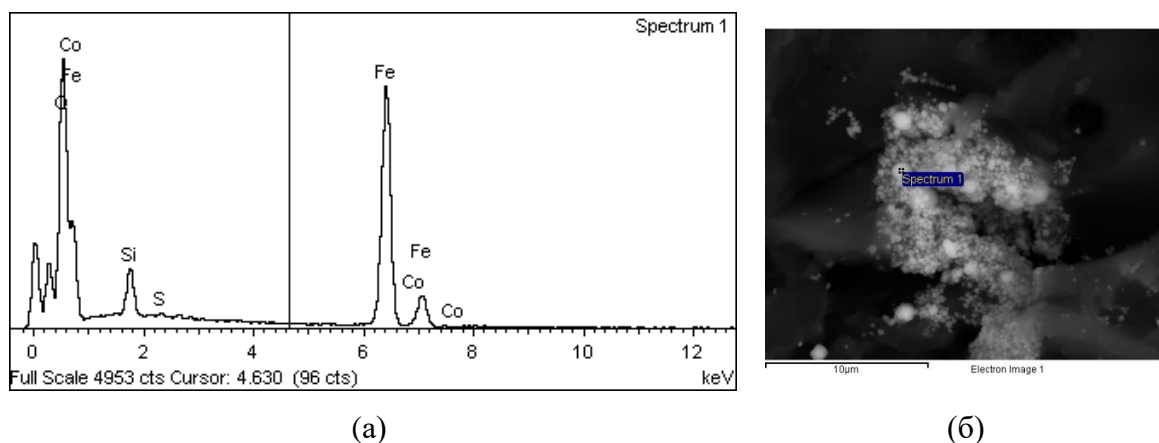 Spectrum 1
Co
Fe
O
Si
S
Fe
Fe
Co
Co
0 2 4 6 8 10 12
Full Scale 4953 cts Cursor: 4.630 (96 cts) keV
(а)
Spectrum 1
10µm Electron Image 1
(б)